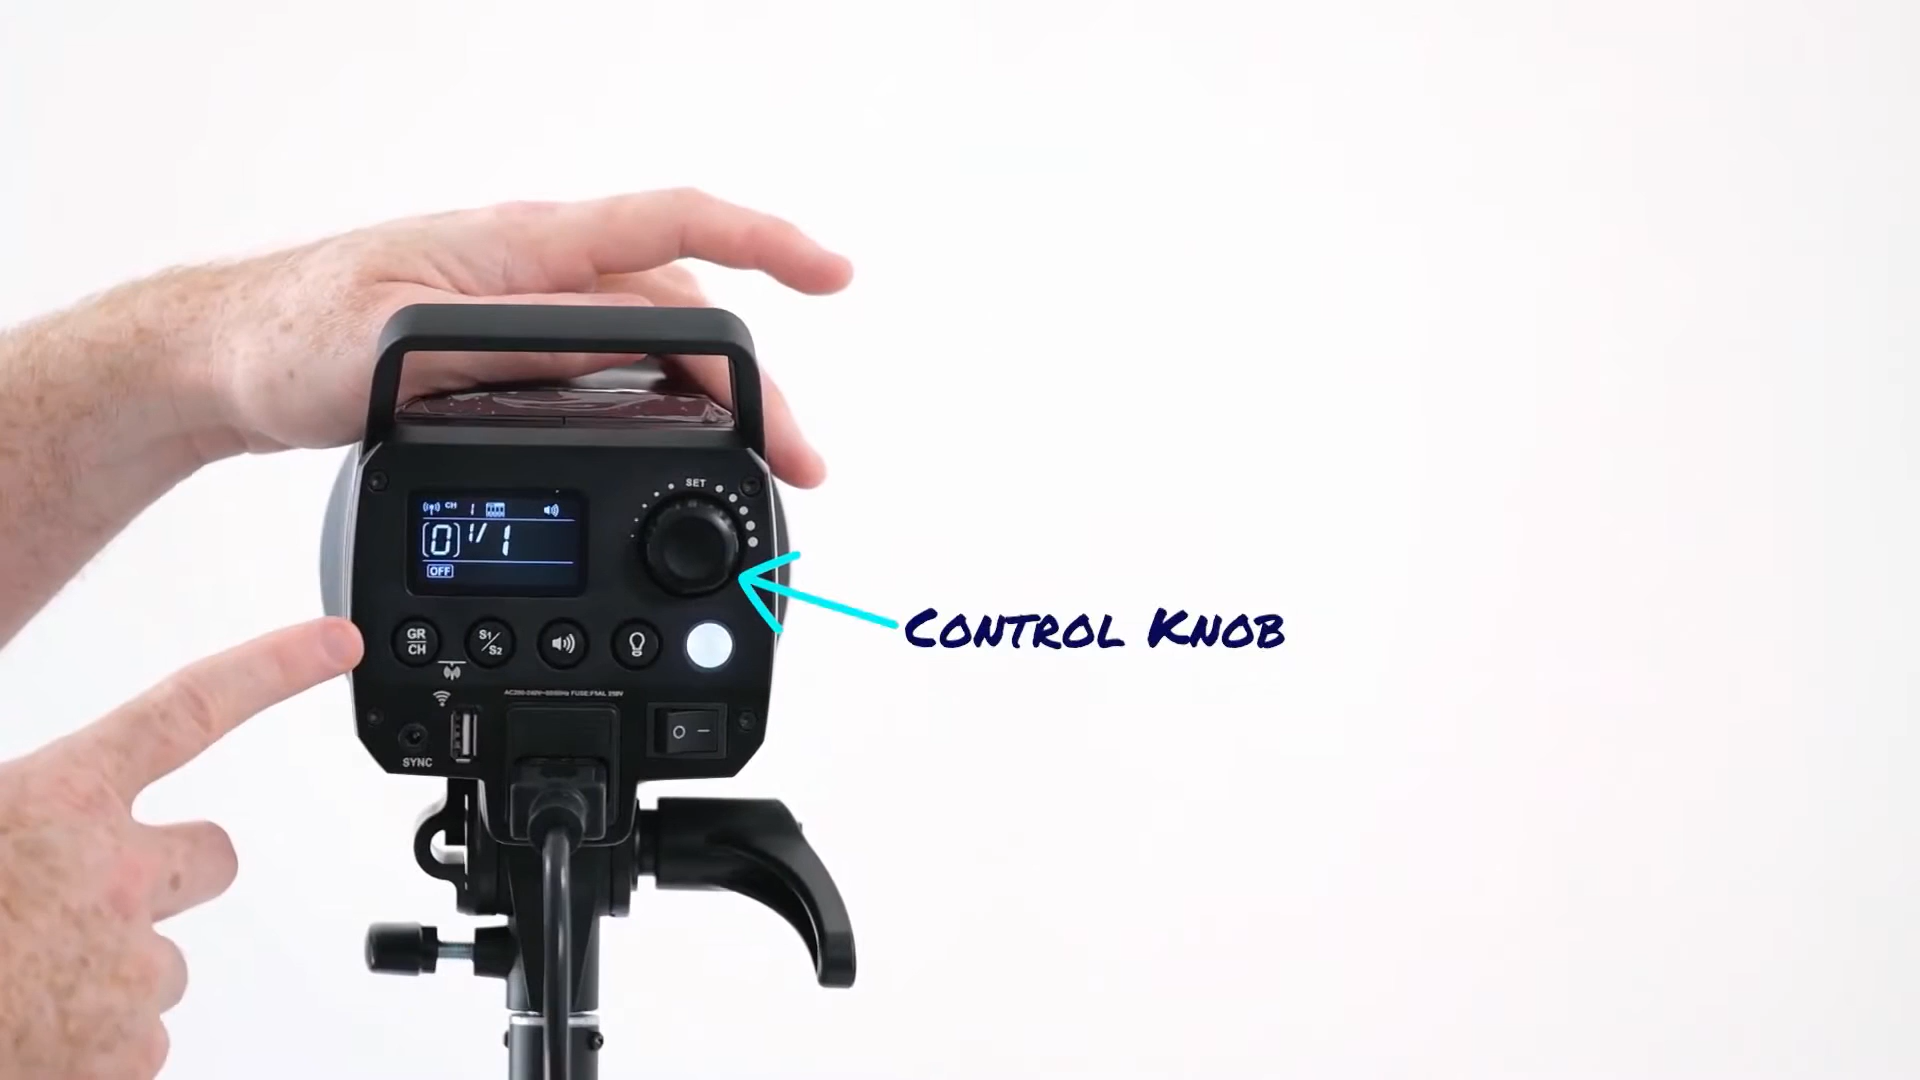 SET
CH 1
[0] 1/1
OFF
GR
CH
S1/S2
CONTROL KNOB
SYNC